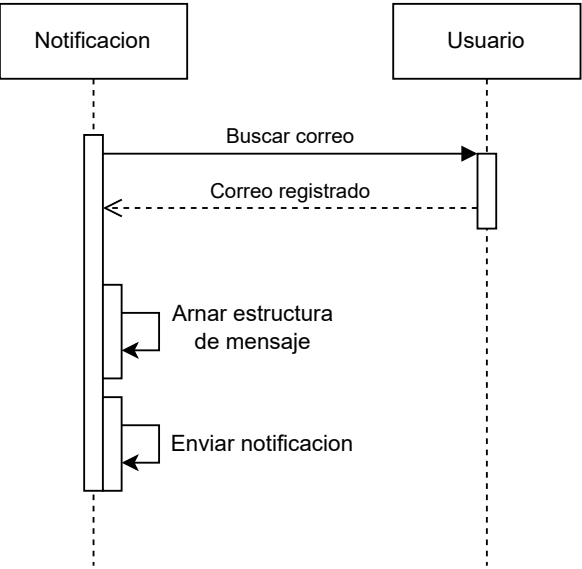 Notificacion
Usuario
Buscar correo
Correo registrado
Arnar estructura
de mensaje
Enviar notificacion